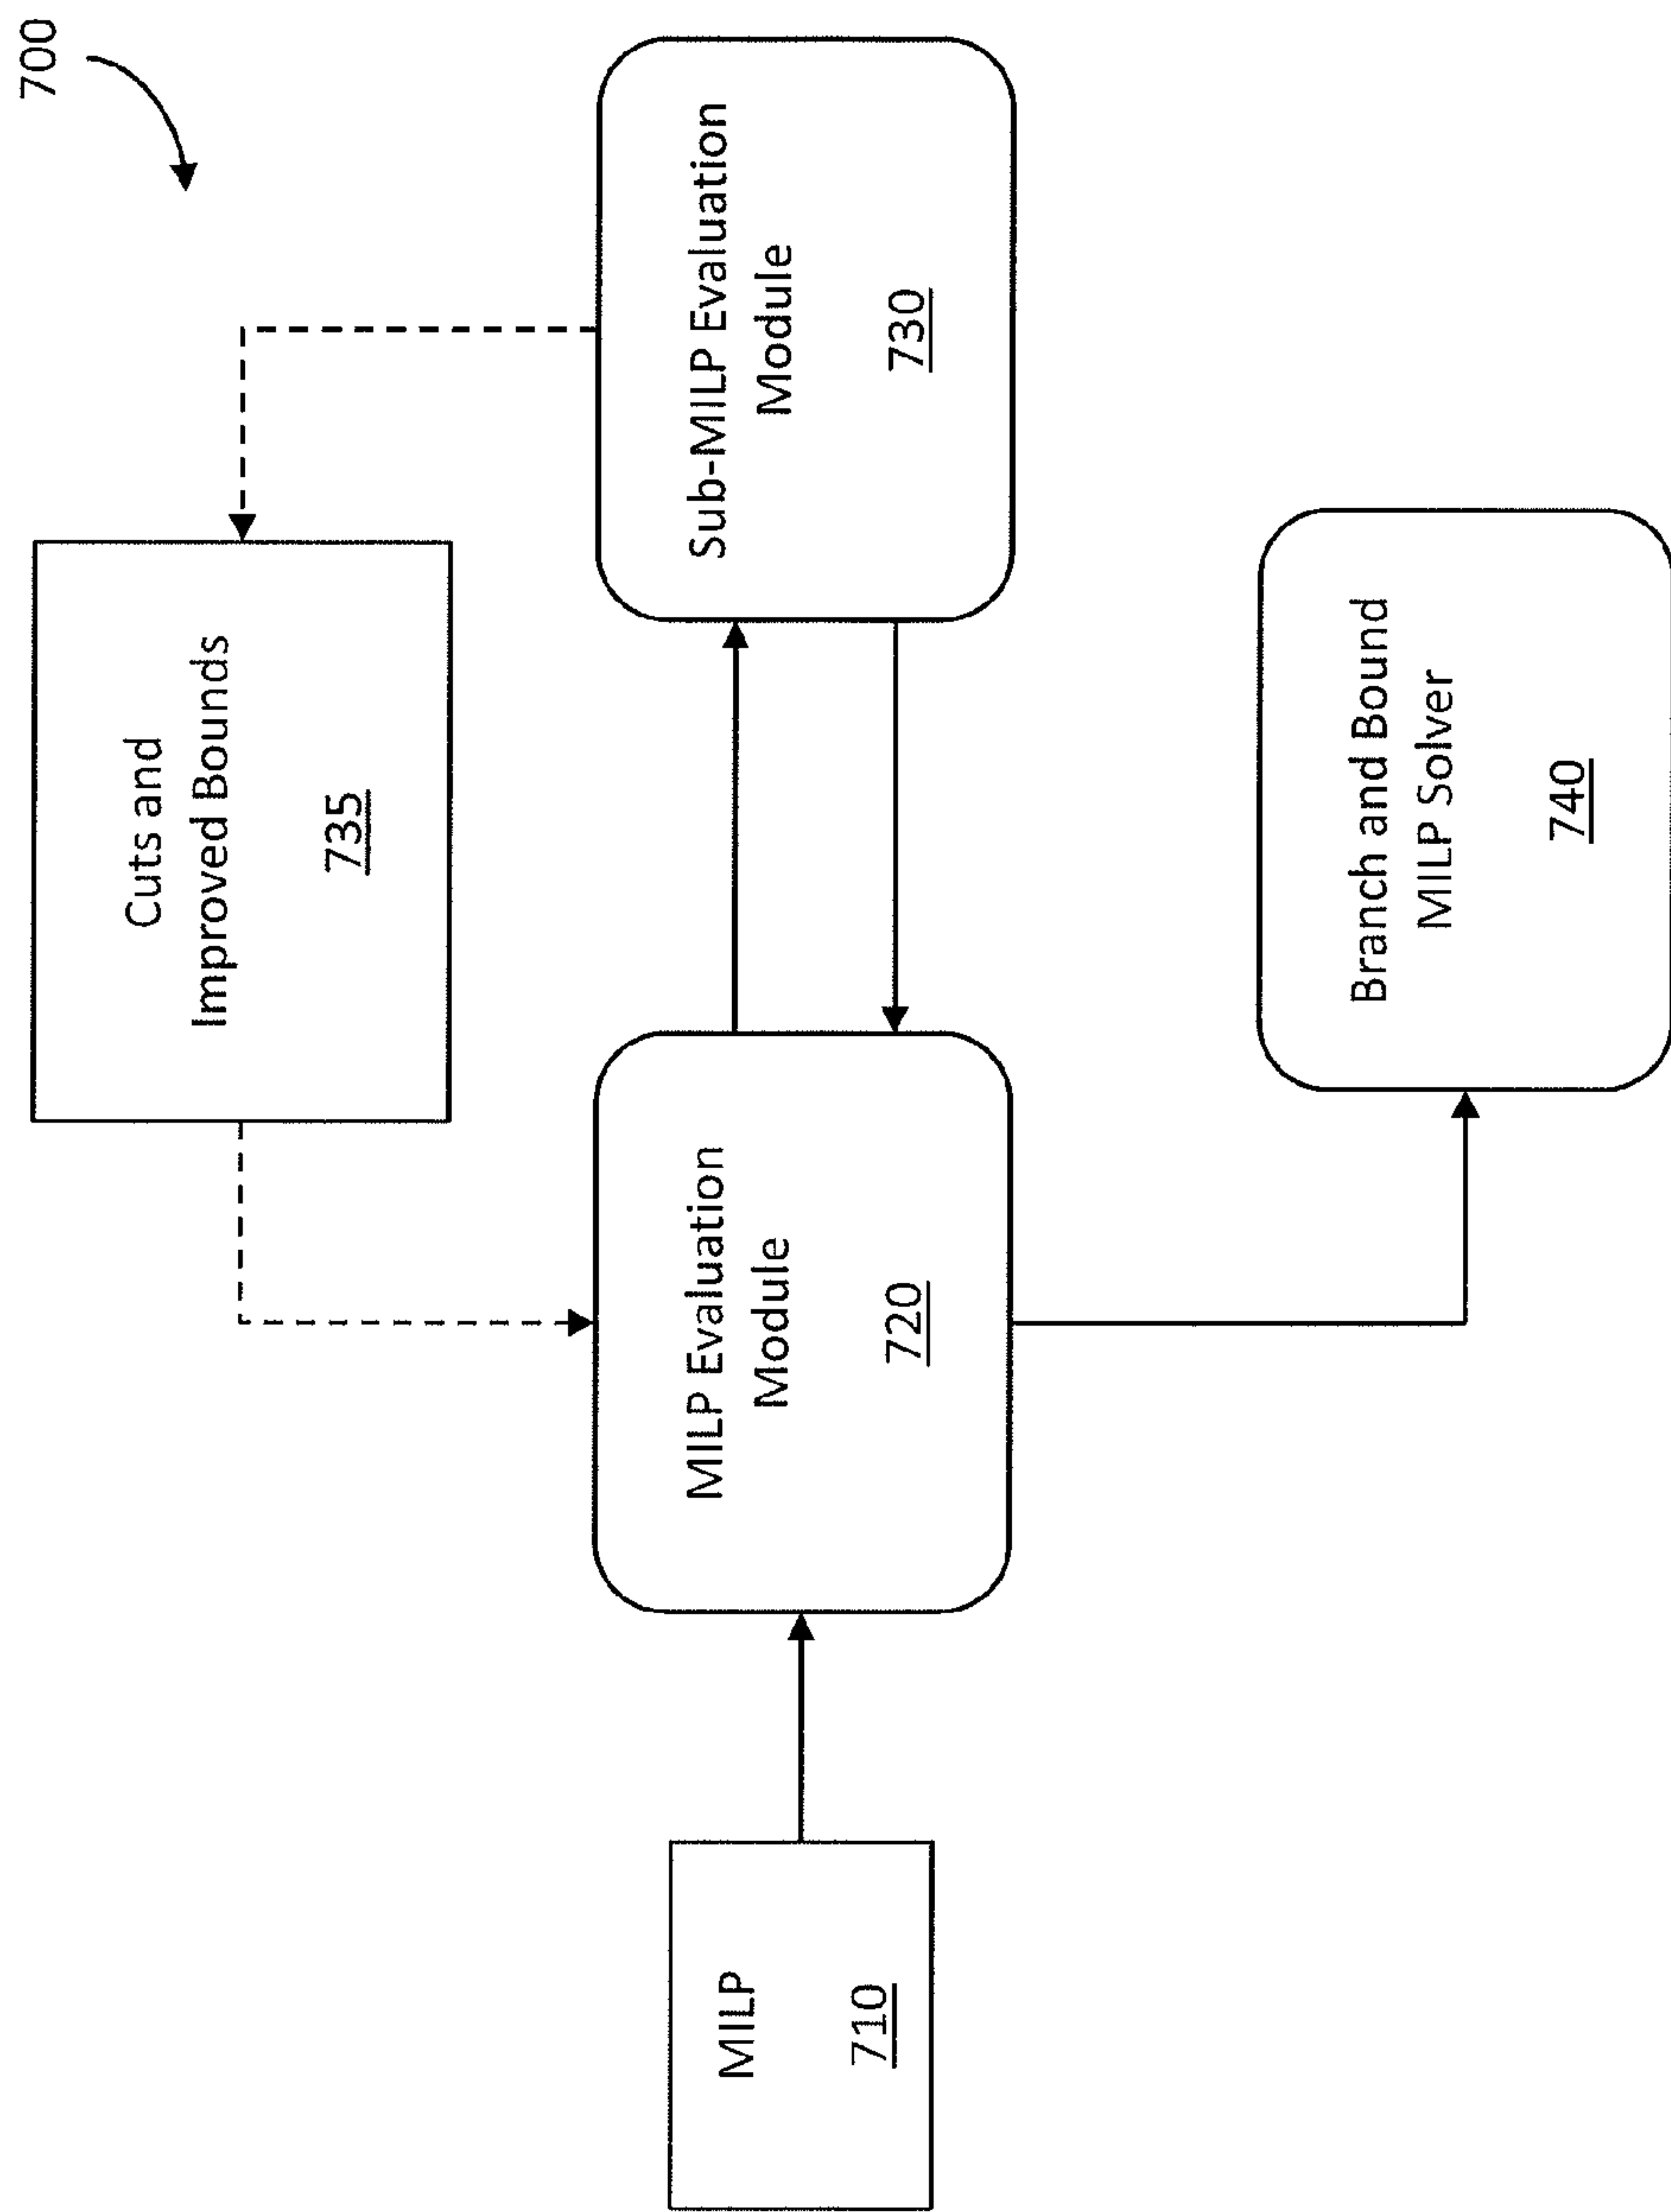 700
Cuts and
Improved Bounds
735
MILP
710
MILP Evaluation
Module
720
Sub-MILP Evaluation
Module
730
Branch and Bound
MILP Solver
740